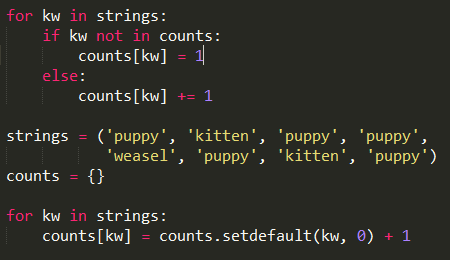 for kw in strings:
    if kw not in counts:
        counts[kw] = 1
    else:
        counts[kw] += 1
strings = ('puppy', 'kitten', 'puppy', 'puppy',
           'weasel', 'puppy', 'kitten', 'puppy')
counts = {}
for kw in strings:
    counts[kw] = counts.setdefault(kw, 0) + 1